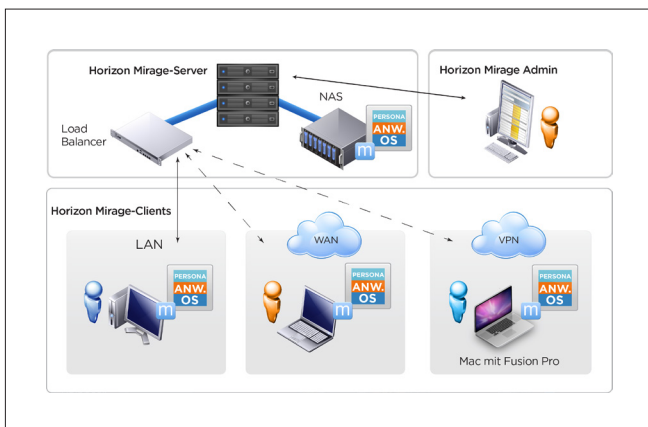 Horizon Mirage-Server
NAS
Load
Balancer
PERSONA
ANW.
OS
m
Horizon Mirage Admin
Horizon Mirage-Clients
LAN
PERSONA
ANW.
OS
m
WAN
PERSONA
ANW.
OS
m
VPN
PERSONA
ANW.
OS
m
Mac mit Fusion Pro